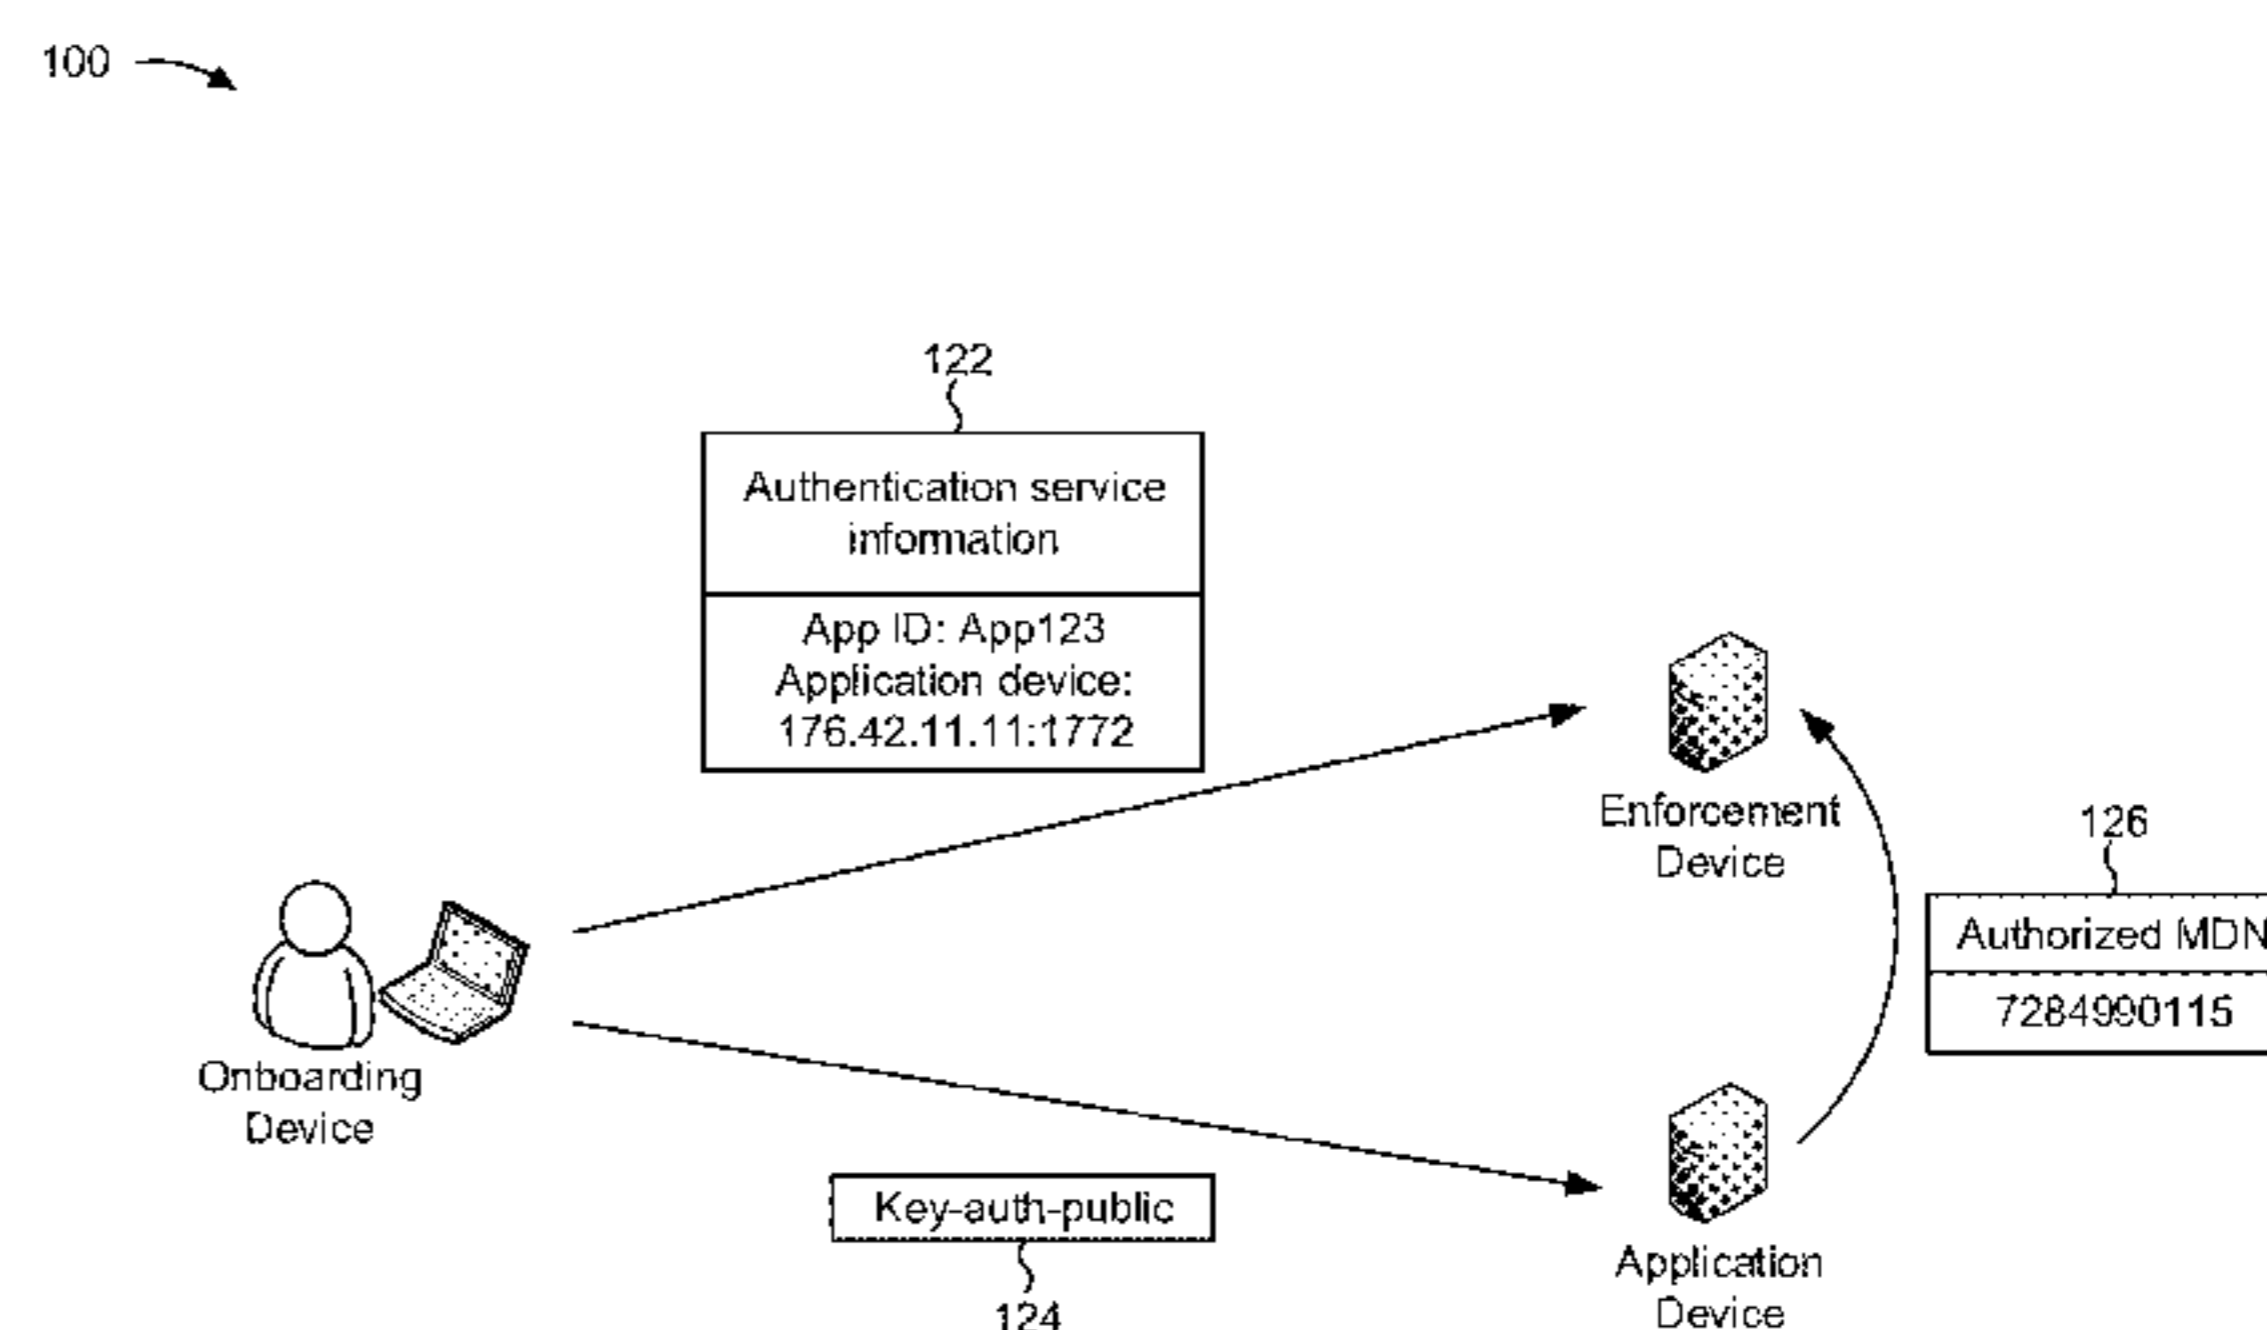 100
122
Authentication service
information
App ID: App123
Application device:
176.42.11.11:1772
Enforcement
Device
126
Authorized MDN
7284990115
Onboarding
Device
Key-auth-public
124
Application
Device